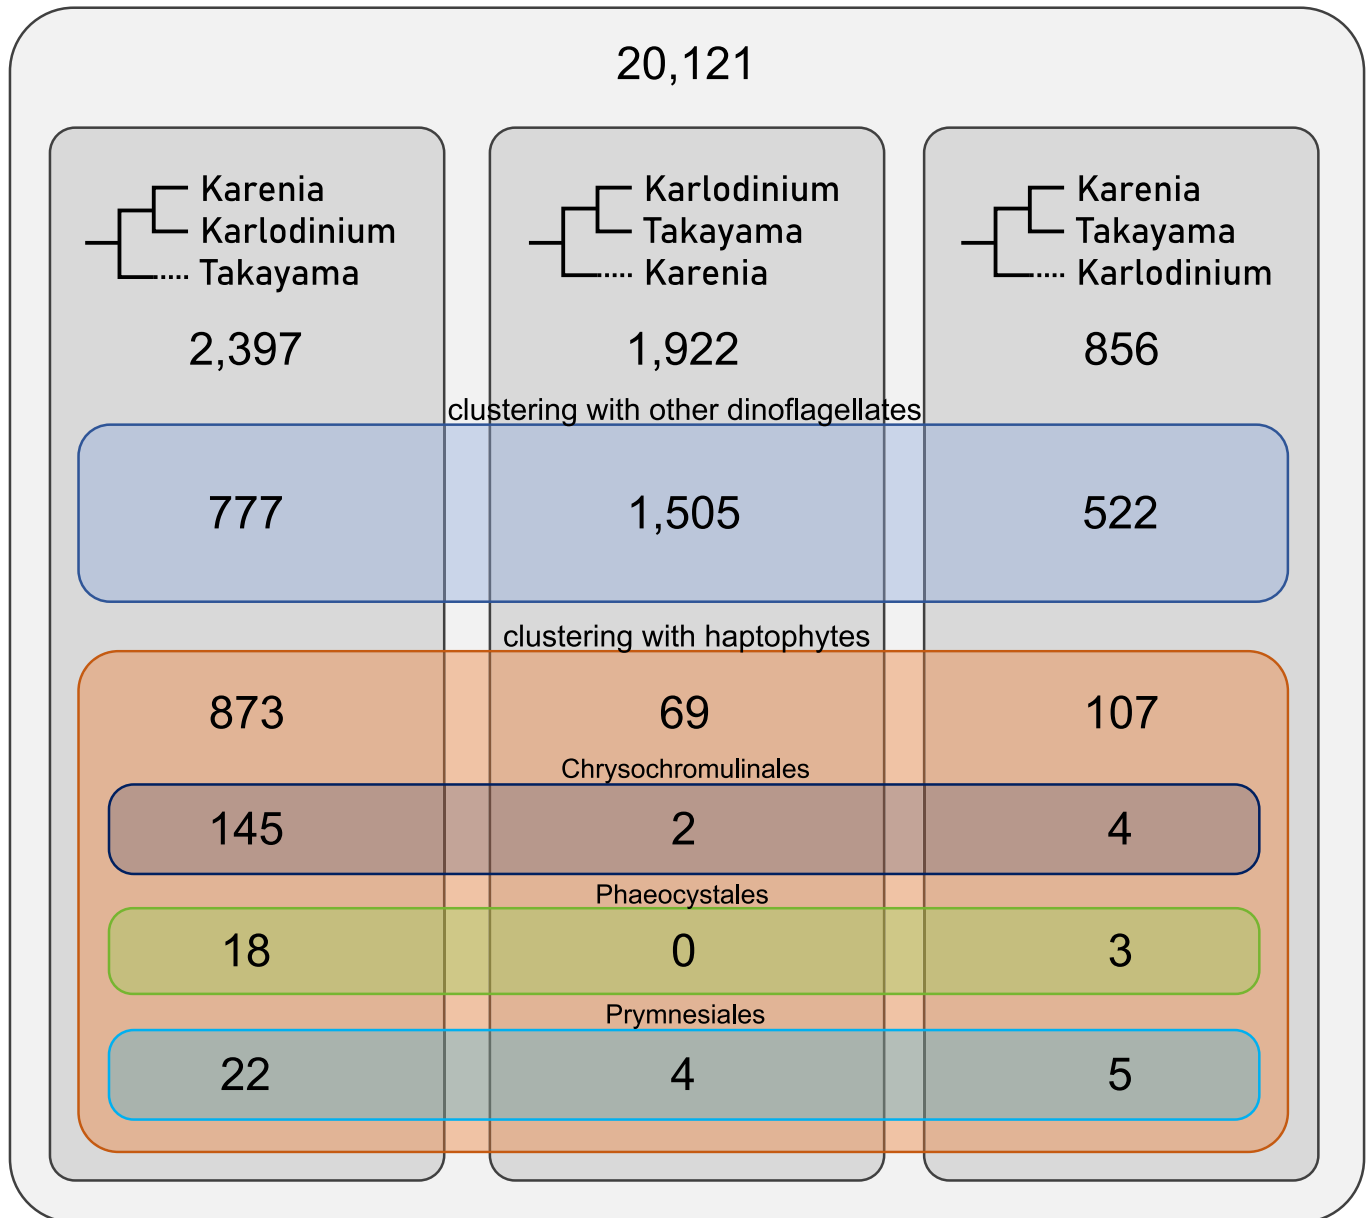 20,121
Karenia
Karlodinium
Takayama
2,397
Karlodinium
Takayama
Karenia
1,922
Karenia
Takayama
Karlodinium
856
clustering with other dinoflagellates
777 1,505 522
clustering with haptophytes
873 69 107
Chrysochromulinales
145 2 4
Phaeocystales
18 0 3
Prymnesiales
22 4 5